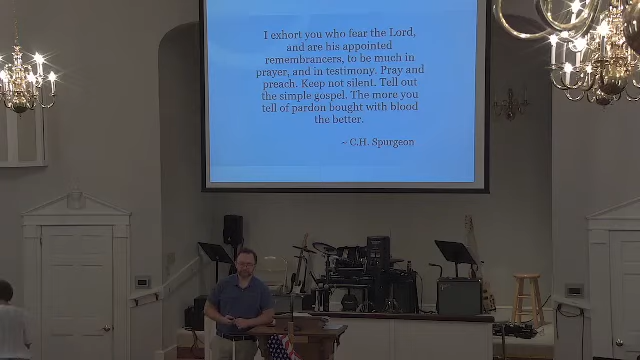 I exhort you who fear the Lord,
and are his appointed
remembrancers, to be much in
prayer, and in testimony. Pray and
preach. Keep not silent. Tell out
the simple gospel. The more you
tell of pardon bought with blood
the better.
~ C.H. Spurgeon